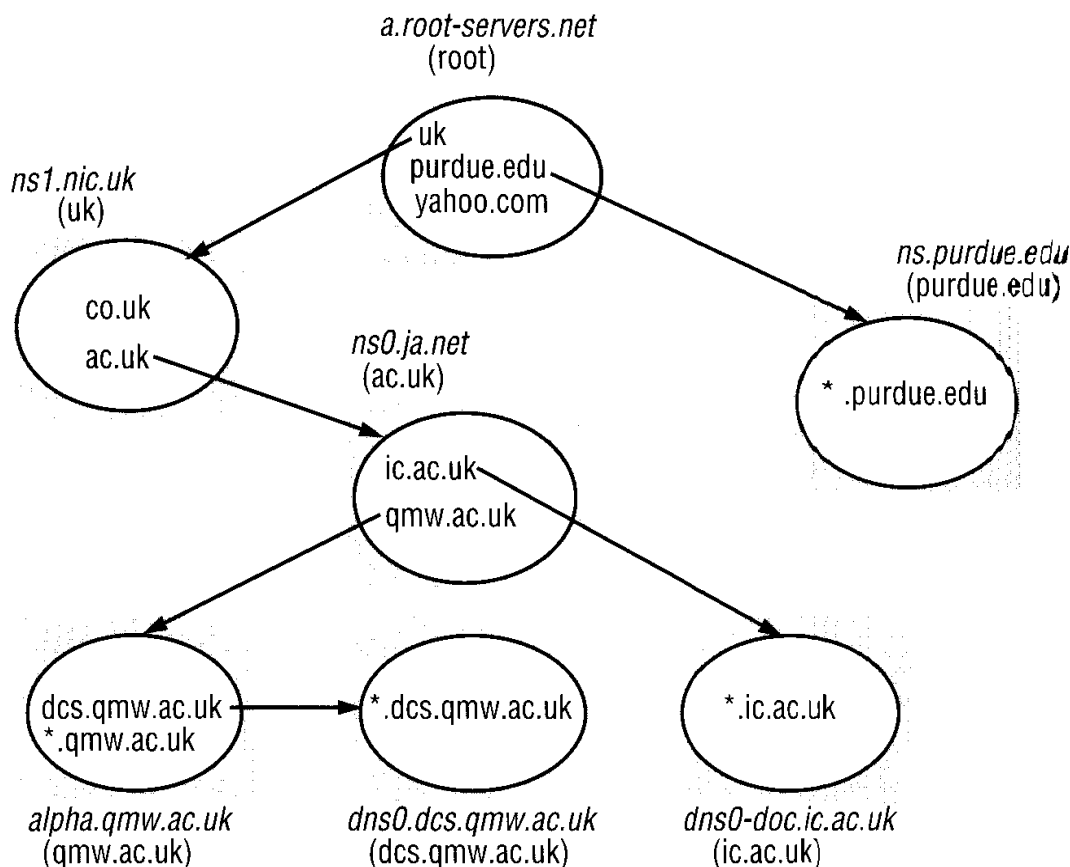 a.root-servers.net
(root)
uk
purdue.edu
yahoo.com
ns1.nic.uk
(uk)
co.uk
ac.uk
ns.purdue.edu
(purdue.edu)
* .purdue.edu
ns0.ja.net
(ac.uk)
ic.ac.uk
qmw.ac.uk
dcs.qmw.ac.uk
*.qmw.ac.uk
*.dcs.qmw.ac.uk
*.ic.ac.uk
alpha.qmw.ac.uk
(qmw.ac.uk)
dns0.dcs.qmw.ac.uk
(dcs.qmw.ac.uk)
dns0-doc.ic.ac.uk
(ic.ac.uk)